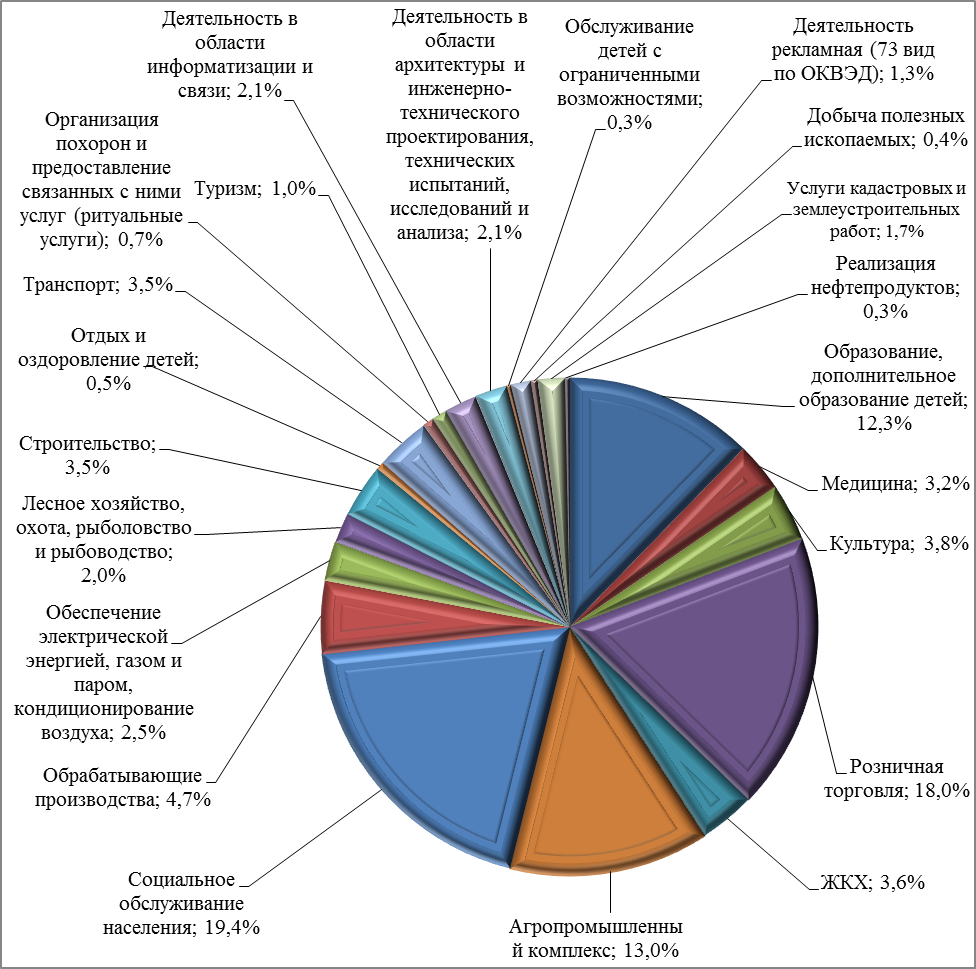 Деятельность в
области
информатизации и
связи; 2,1%
Деятельность в
области
архитектуры и
инженерно-
технического
проектирования,
технических
испытаний,
исследований и
анализа; 2,1%
Обслуживание
детей с
ограниченными
возможностями;
0,3%
Деятельность
рекламная (73 вид
по ОКВЭД); 1,3%
Добыча полезных
ископаемых; 0,4%
Услуги кадастровых и
землеустроительных
работ; 1,7%
Реализация
нефтепродуктов;
0,3%
Образование,
дополнительное
образование детей;
12,3%
Медицина; 3,2%
Культура; 3,8%
Розничная
торговля; 18,0%
ЖКХ; 3,6%
Агропромышленны
й комплекс; 13,0%
Социальное
обслуживание
населения; 19,4%
Обрабатывающие
производства; 4,7%
Обеспечение
электрической
энергией, газом и
паром,
кондиционирование
воздуха; 2,5%
Лесное хозяйство,
охота, рыболовство
и рыбоводство;
2,0%
Строительство;
3,5%
Отдых и
оздоровление детей;
0,5%
Транспорт; 3,5%
Организация
похорон и
предоставление
связанных с ними
услуг (ритуальные
услуги); 0,7%
Туризм; 1,0%